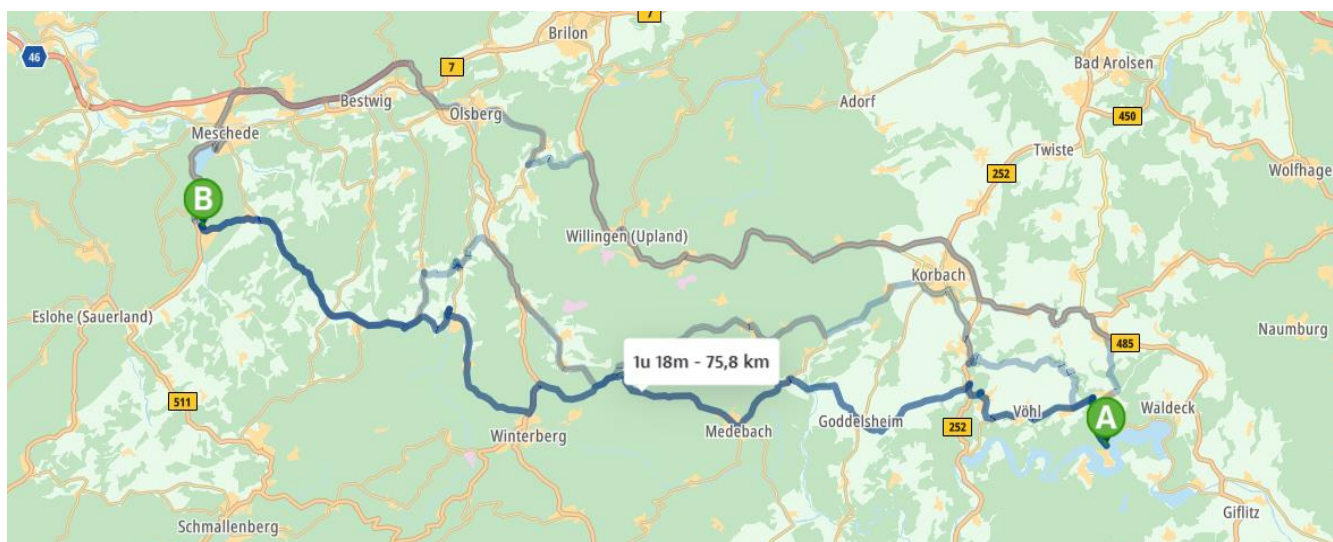 46
7
7
Brilon
Bad Arolsen
Bestwig
Olsberg
Adorf
450
Meschede
Twiste
252
Wolfhage
B
Willingen (Upland)
Korbach
Eslohe (Sauerland)
Naumburg
485
1u 18m - 75,8 km
511
A
Waldeck
Vöhl
Goddelsheim
252
Medebach
Winterberg
Giflitz
Schmallenberg